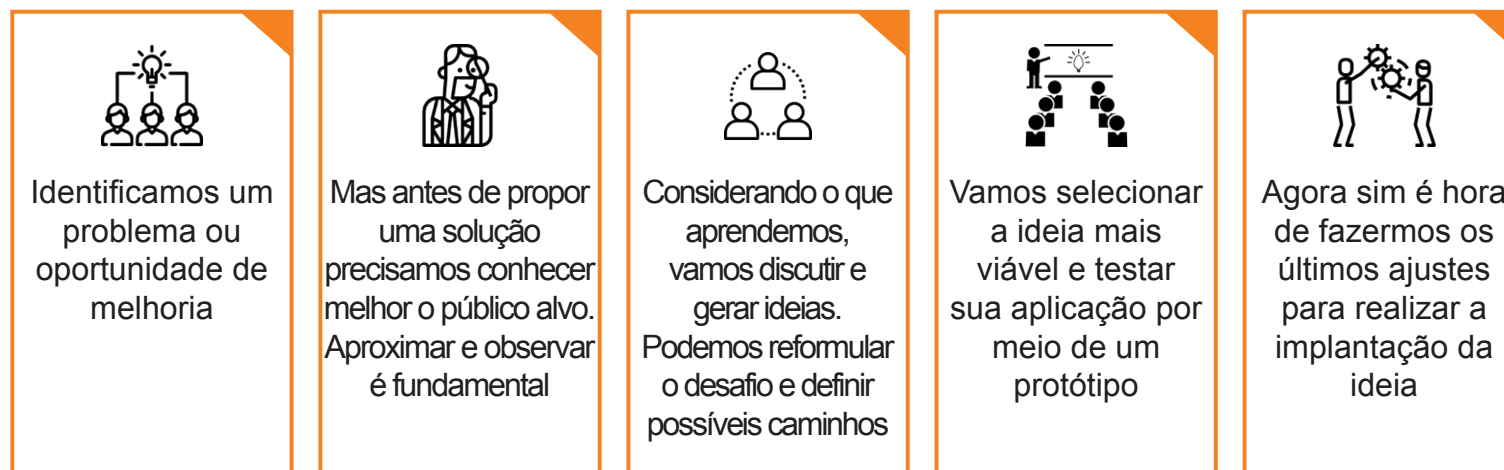 Identificamos um
problema ou
oportunidade de
melhoria
Mas antes de propor
uma solução
precisamos conhecer
melhor o público alvo.
Aproximar e observar
é fundamental
Considerando o que
aprendemos,
vamos discutir e
gerar ideias.
Podemos reformular
o desafio e definir
possíveis caminhos
Vamos selecionar
a ideia mais
viável e testar
sua aplicação por
meio de um
protótipo
Agora sim é hora
de fazermos os
últimos ajustes
para realizar a
implantação da
ideia